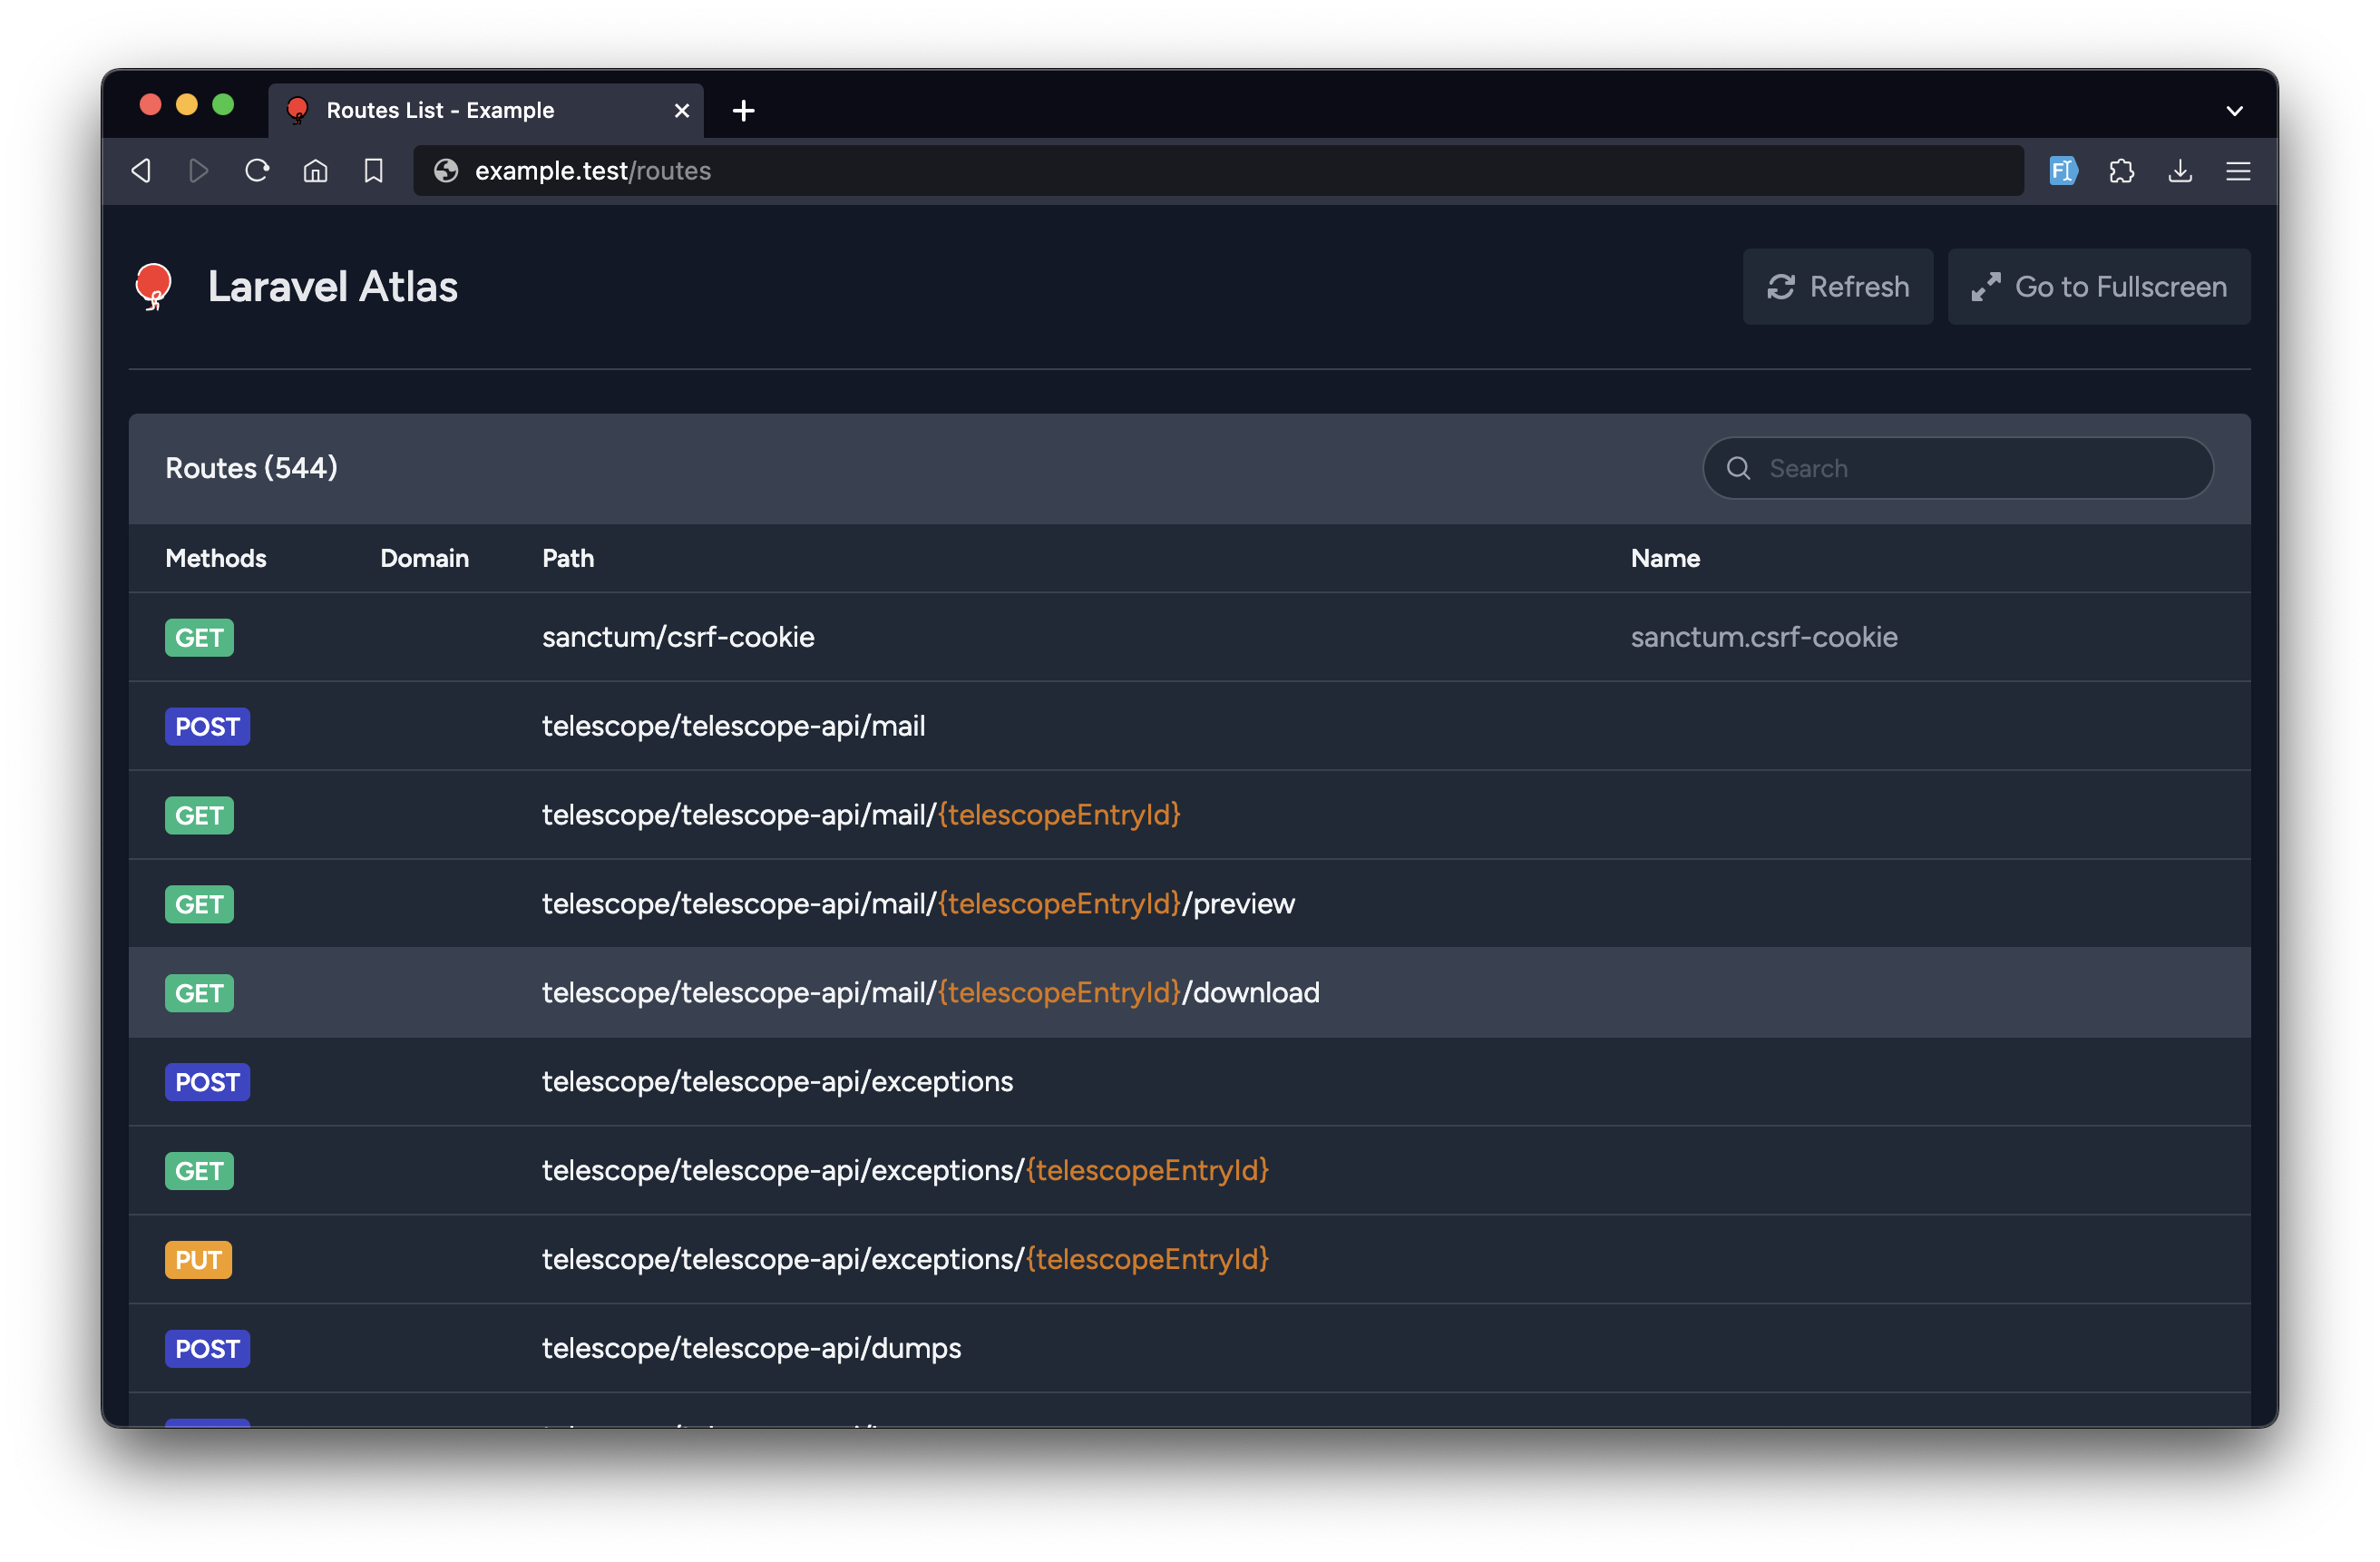 Routes List - Example
example.test/routes
Laravel Atlas
Refresh
Go to Fullscreen
Routes (544)
Search
Methods Domain Path Name
GET sanctum/csrf-cookie sanctum.csrf-cookie
POST telescope/telescope-api/mail
GET telescope/telescope-api/mail/{telescopeEntryId}
GET telescope/telescope-api/mail/{telescopeEntryId}/preview
GET telescope/telescope-api/mail/{telescopeEntryId}/download
POST telescope/telescope-api/exceptions
GET telescope/telescope-api/exceptions/{telescopeEntryId}
PUT telescope/telescope-api/exceptions/{telescopeEntryId}
POST telescope/telescope-api/dumps